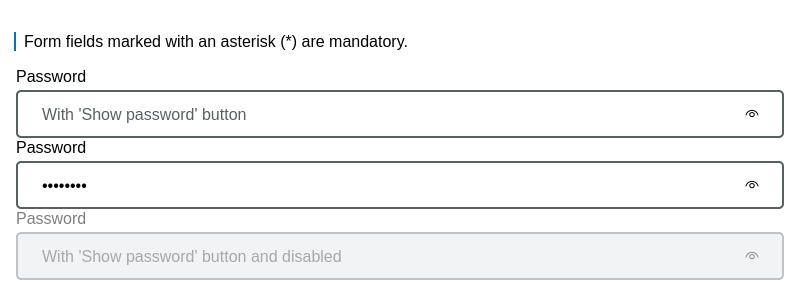 Form fields marked with an asterisk (*) are mandatory.
Password
With 'Show password' button
Password
••••••••
Password
With 'Show password' button and disabled